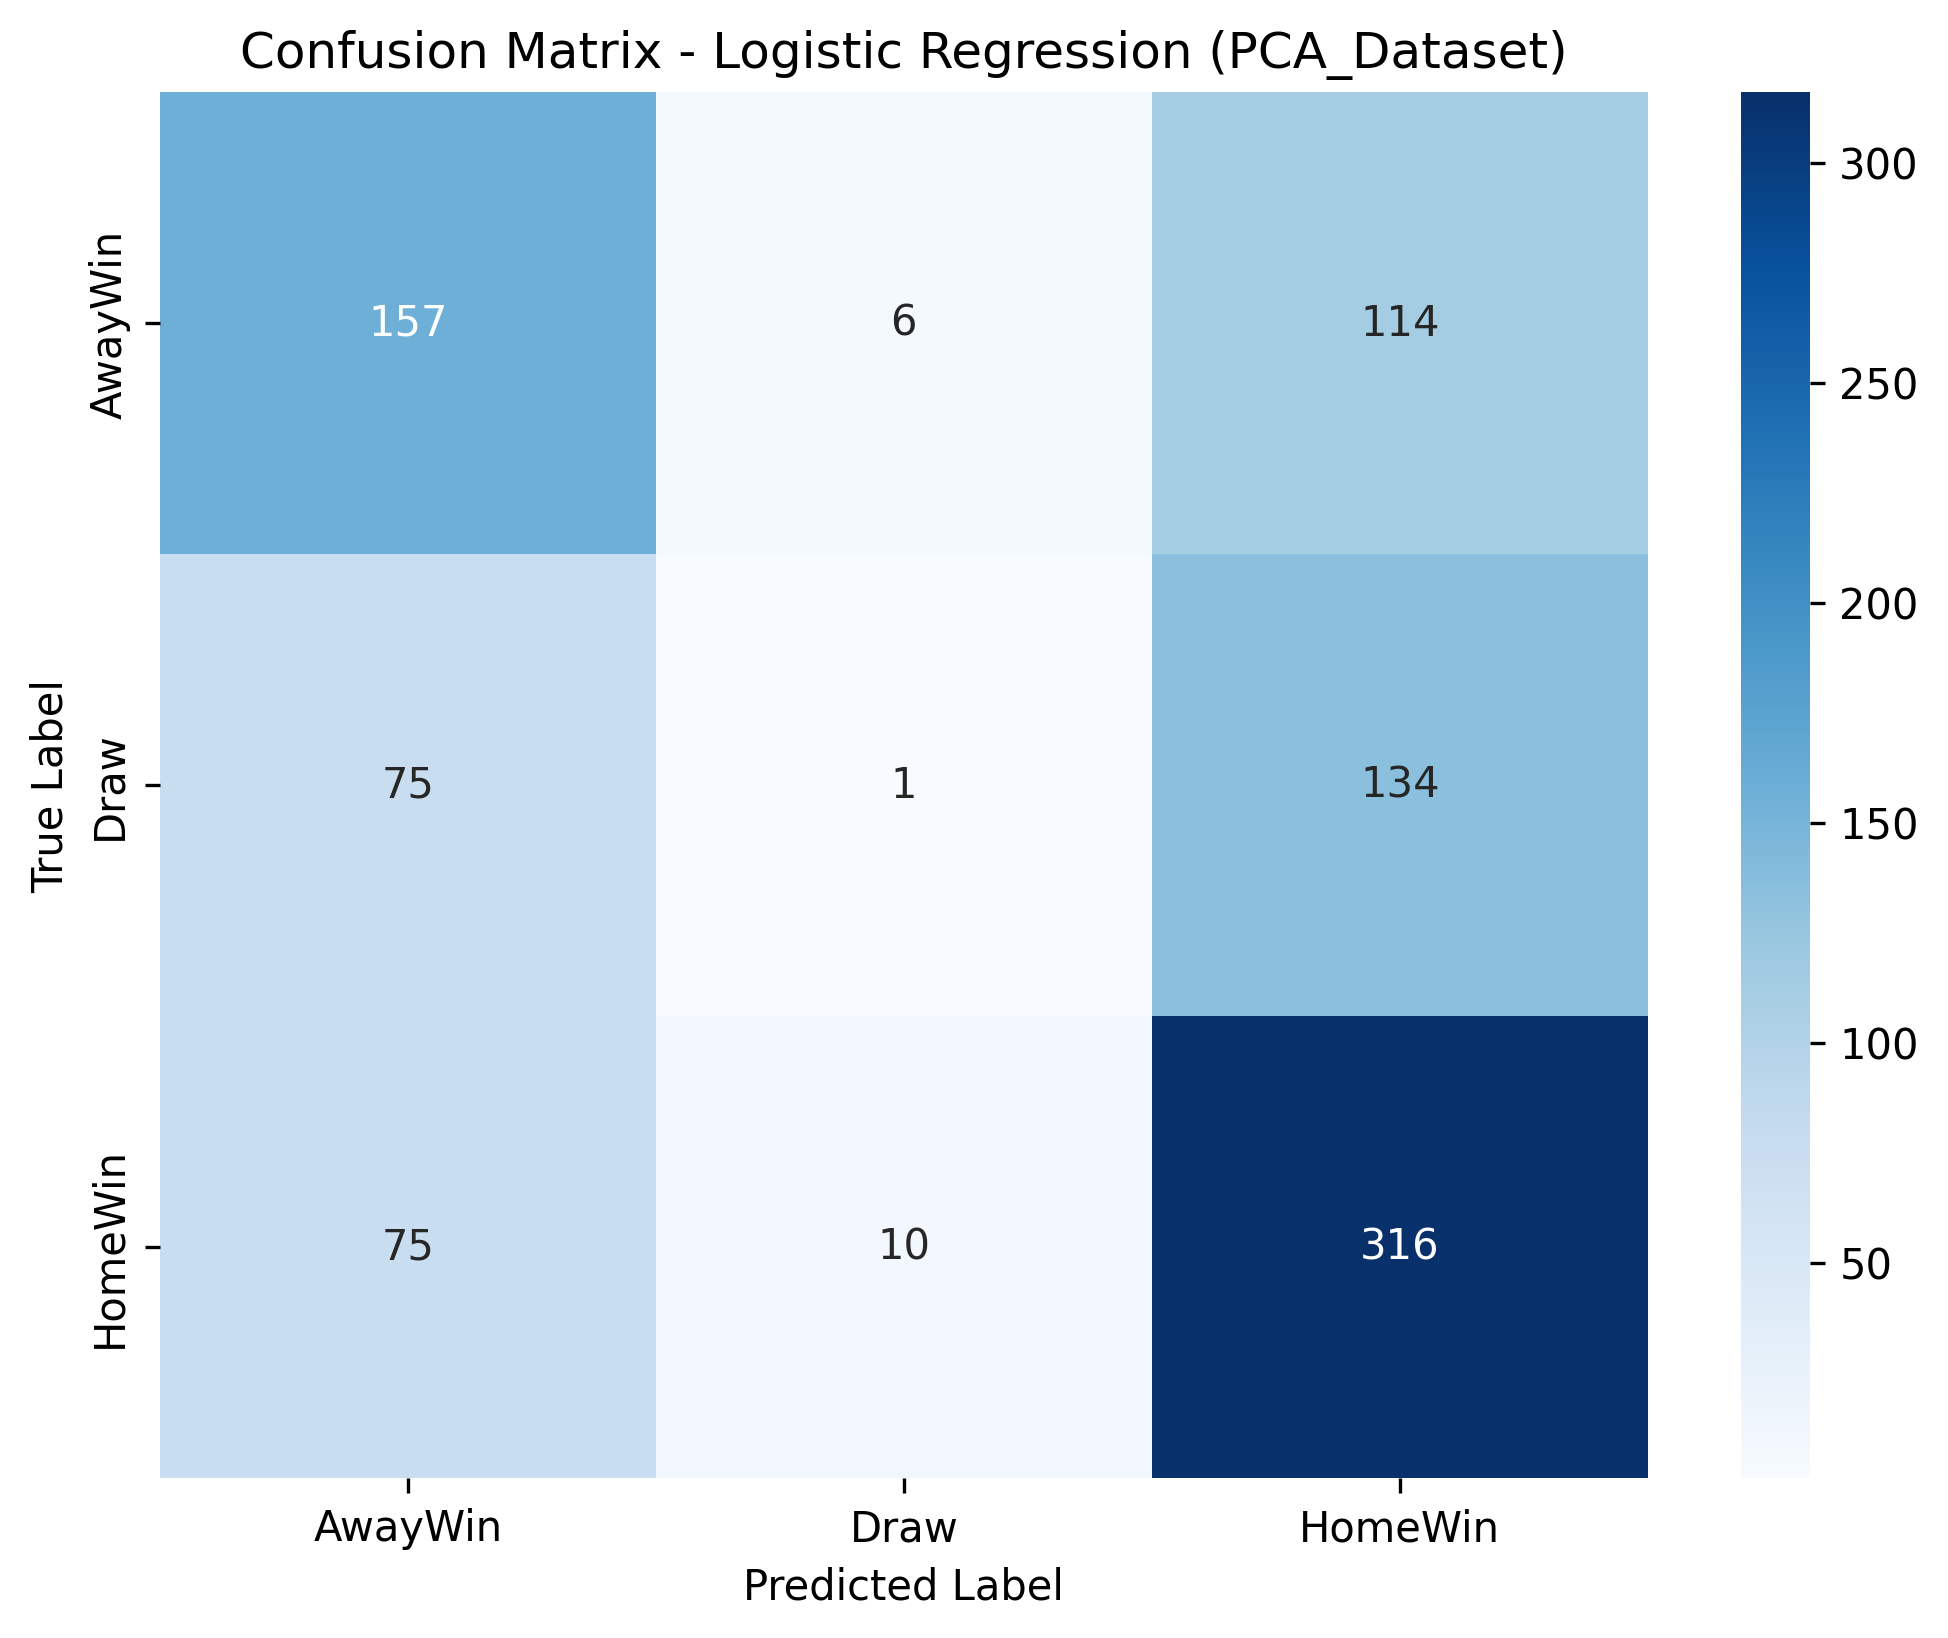 Confusion Matrix - Logistic Regression (PCA_Dataset)
True Label
AwayWin
157 6 114
Draw
75 1 134
HomeWin
75 10 316
AwayWin Draw HomeWin
Predicted Label
300
250
200
150
100
50